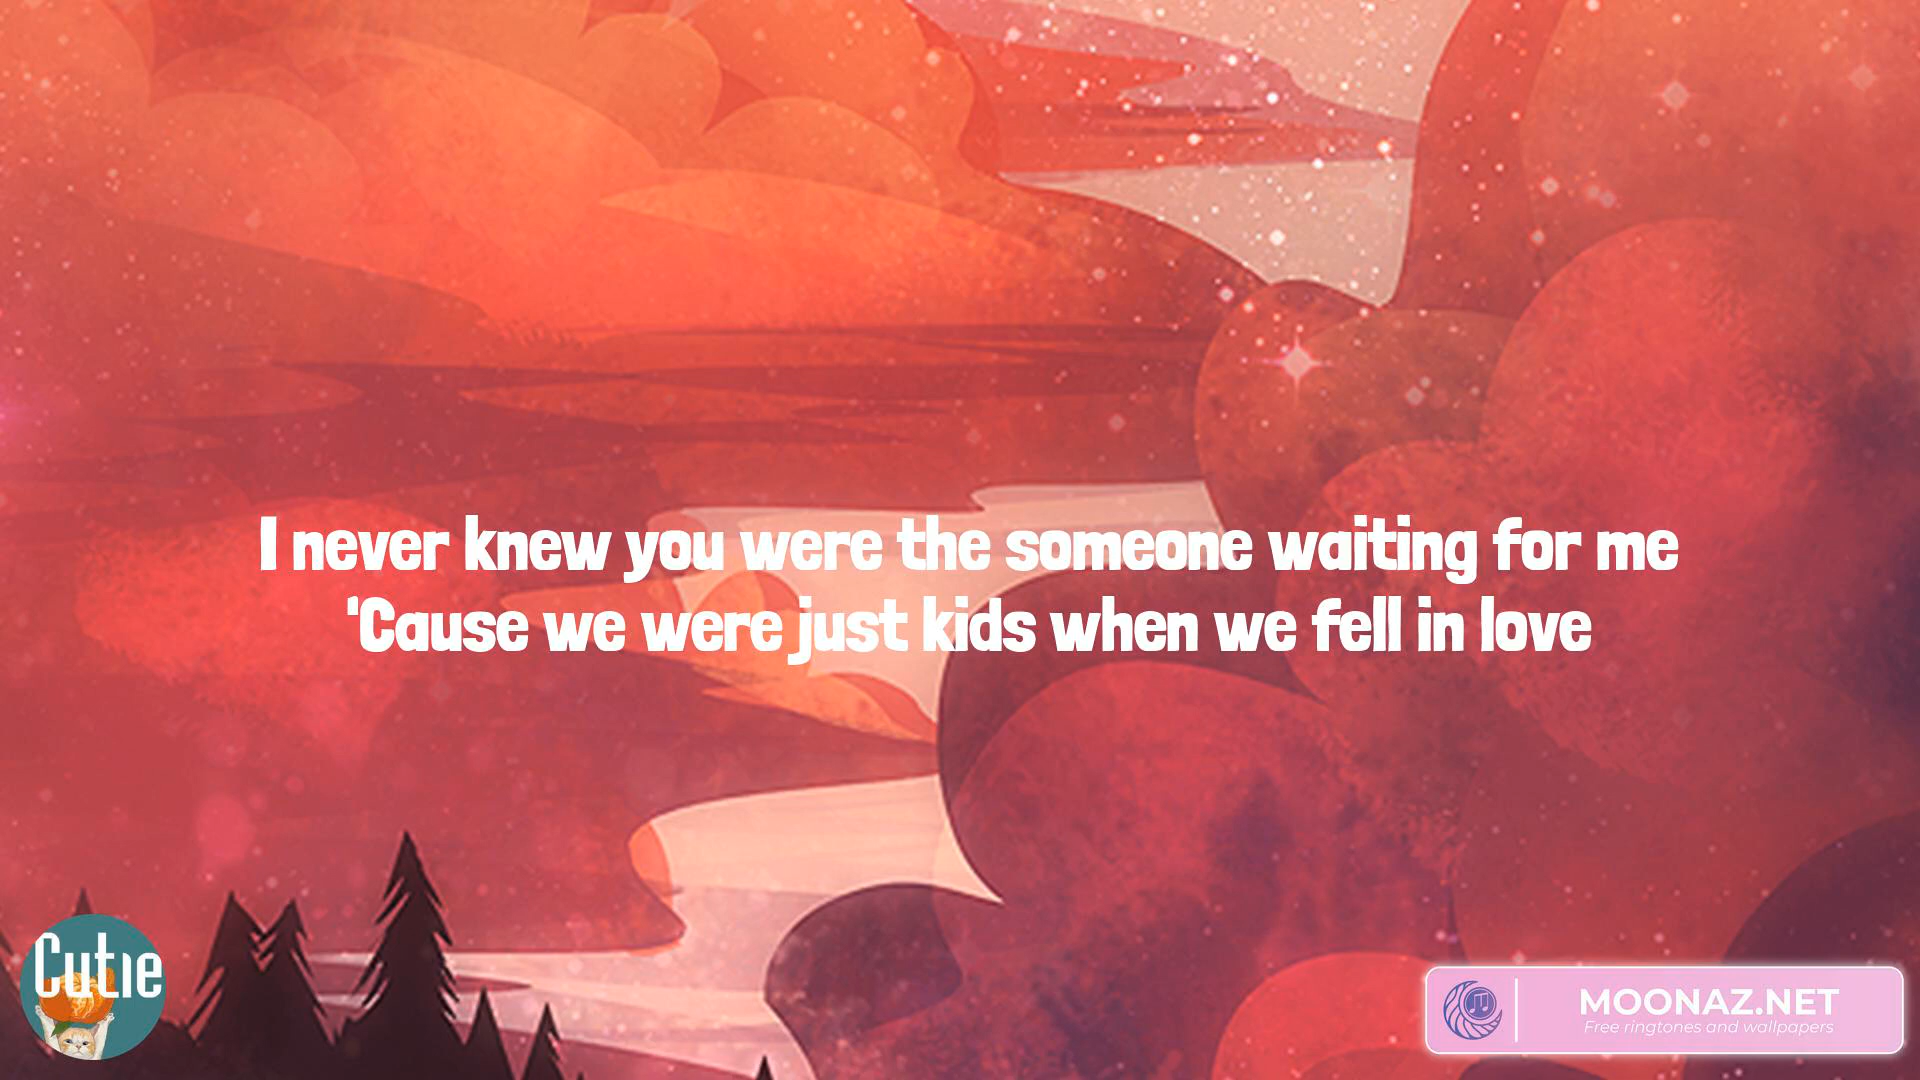 I never knew you were the someone waiting for me
'Cause we were just kids when we fell in love
Cutie
MOONAZ.NET
Free ringtones and wallpapers